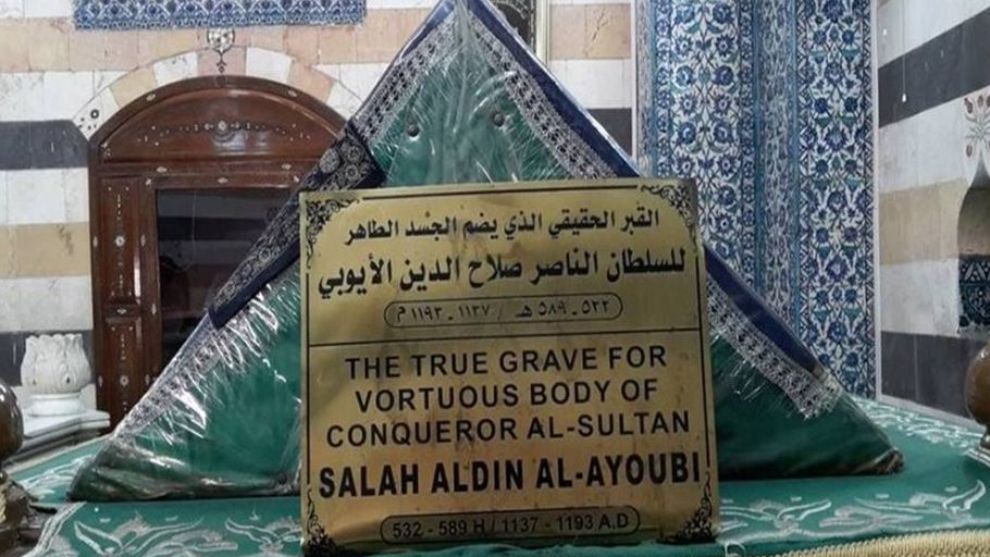 القبر الحقيقي الذي يضم الجسد الطاهر
للسلطان الناصر صلاح الدين الأيوبي
٥٣٢ - ٥٨٩ هـ / ١١٣٧ - ١١٩٣ م
THE TRUE GRAVE FOR
VORTUOUS BODY OF
CONQUEROR AL-SULTAN
SALAH ALDIN AL-AYOUBI
532 - 589 H / 1137 - 1193 A.D